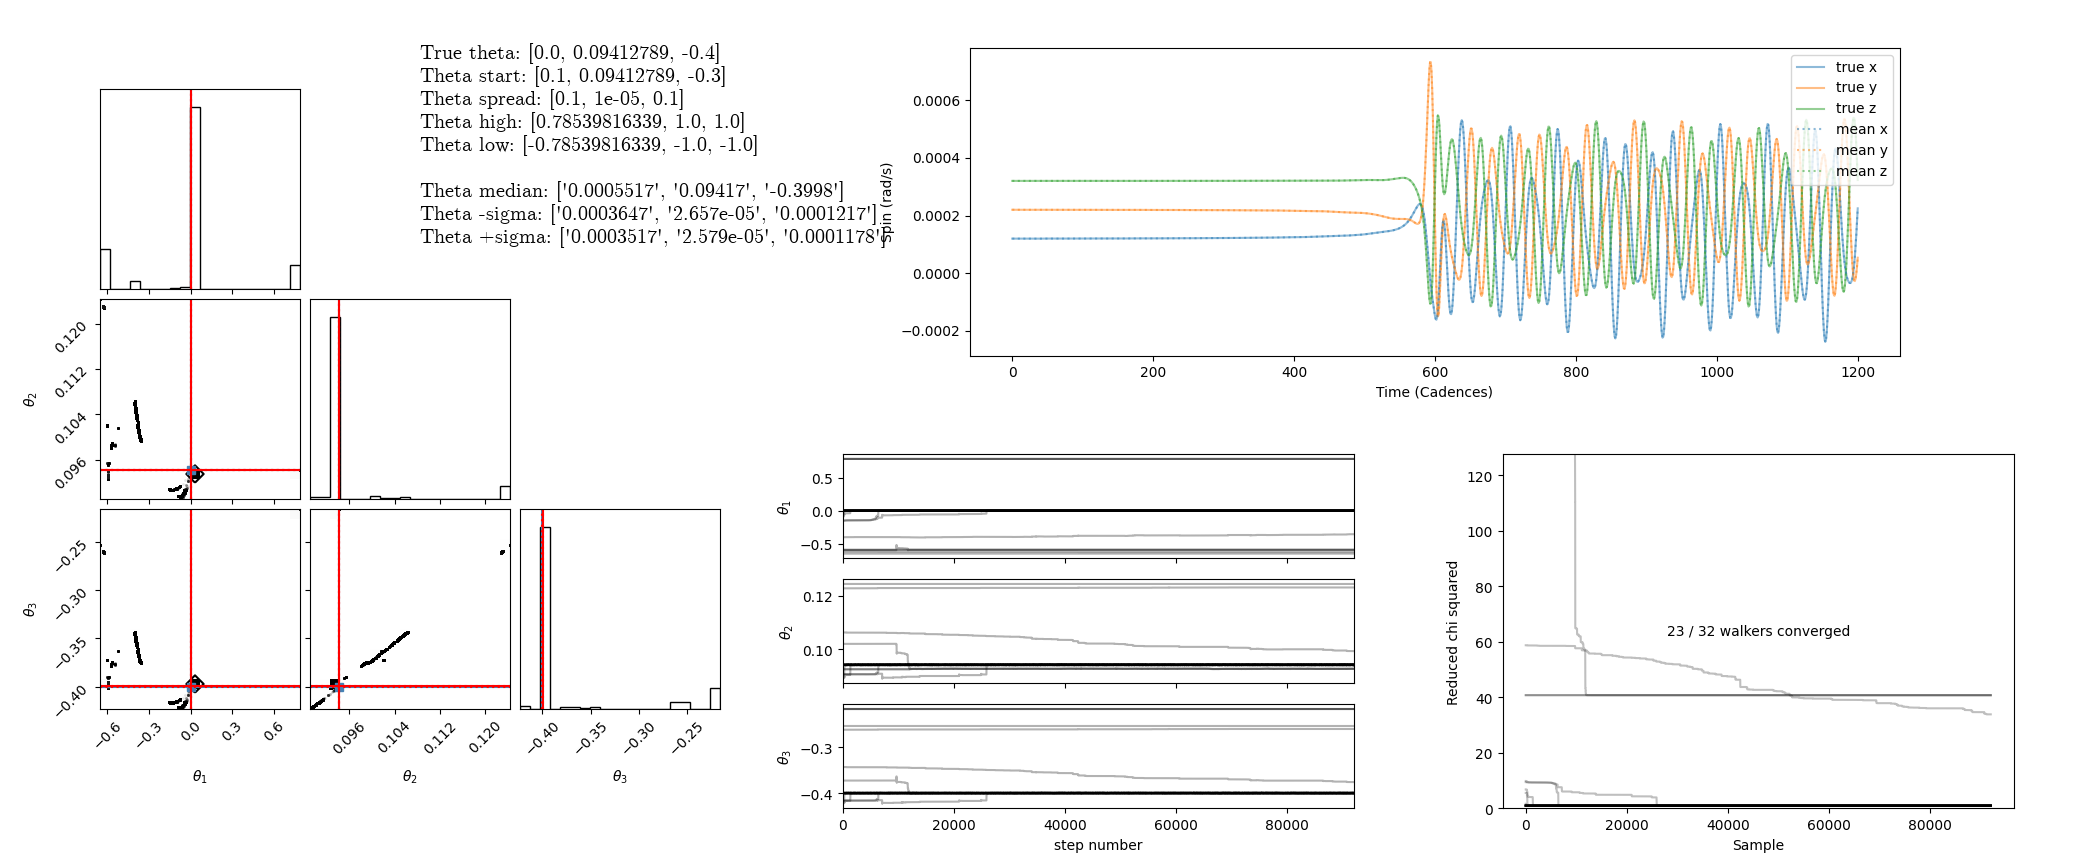 True theta: [0.0, 0.09412789, -0.4]
Theta start: [0.1, 0.09412789, -0.3]
Theta spread: [0.1, 1e-05, 0.1]
Theta high: [0.78539816339, 1.0, 1.0]
Theta low: [-0.78539816339, -1.0, -1.0]
Theta median: ['0.0005517', '0.09417', '-0.3998']
Theta -sigma: ['0.0003647', '2.657e-05', '0.0001217']
Theta +sigma: ['0.0003517', '2.579e-05', '0.0001178']
θ2
0.120
0.112
0.104
0.096
θ3
−0.25
−0.30
−0.35
−0.40
−0.6 −0.3 0.0 0.3 0.6
θ1
0.096 0.104 0.112 0.120
θ2
−0.40 −0.35 −0.30 −0.25
θ3
Spin (rad/s)
0.0006
0.0004
0.0002
0.0000
−0.0002
true x
true y
true z
mean x
mean y
mean z
0 200 400 600 800 1000 1200
Time (Cadences)
θ1
0.5
0.0
−0.5
θ2
0.12
0.10
θ3
−0.3
−0.4
0 20000 40000 60000 80000
step number
Reduced chi squared
120
100
80
60
40
20
0
23 / 32 walkers converged
0 20000 40000 60000 80000
Sample